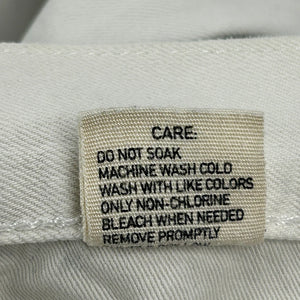 CARE:
DO NOT SOAK
MACHINE WASH COLD
WASH WITH LIKE COLORS
ONLY NON-CHLORINE
BLEACH WHEN NEEDED
REMOVE PROMPTLY